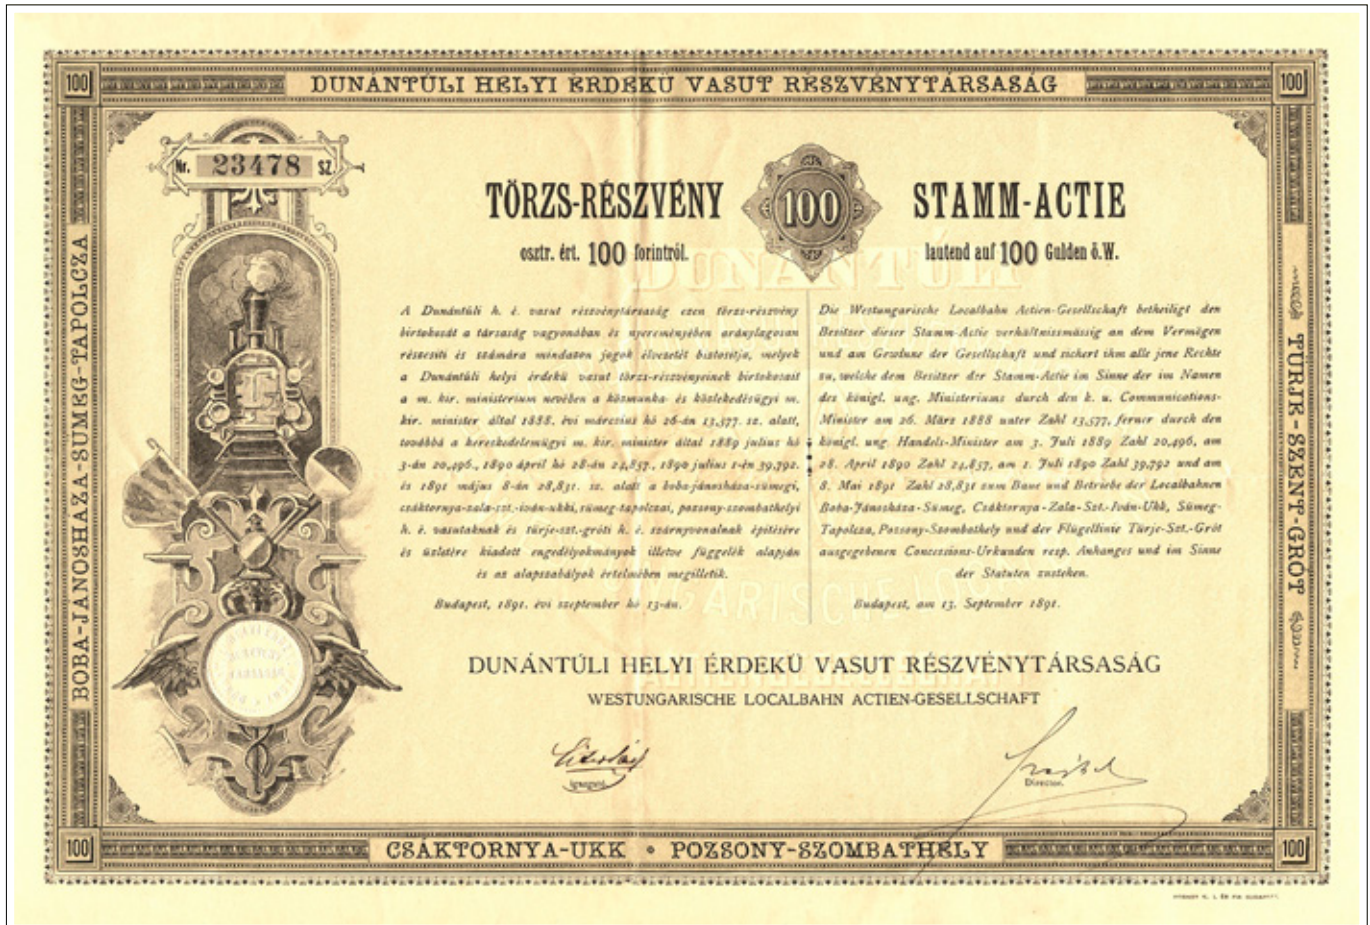 100 DUNÁNTÚLI HELYI ÉRDEKÜ VASUT RÉSZVÉNYTÁRSASÁG 100
BOBA-JÁNOSHÁZA-SÜMEG-TAPOLCZA
Nr. 23478 SZ.
TÖRZS-RÉSZVÉNY
osztr. ért. 100 forintról.
100
STAMM-ACTIE
lautend auf 100 Gulden ö.W.
DUNÁNTÚLI
A Dunántúli h. é. vasut részvénytársaság ezen törzs-részvény
birtokosát a társaság vagyonában és nyereményében aránylagosan
részesiti és számára mindazon jogok élvezetét biztositja, melyek
a Dunántúli helyi érdekü vasut törzs-részvényeinek birtokosait
a m. kir. ministerium nevében a közmunka- és közlekedésügyi m.
kir. minister által 1888. évi márczius hó 26-án 13,577. sz. alatt,
továbbá a kereskedelemügyi m. kir. minister által 1889 julius hó
3-án 20,496., 1890 ápril hó 28-án 24,857., 1890 julius 1-én 39,792.
és 1891 május 8-án 28,831. sz. alatt a boba-jánosháza-sümegi,
csáktornya-zala-szt.-iván-ukki, sümeg-tapolczai, pozsony-szombathelyi
h. é. vasutaknak és türje-szt.-gróti h. é. szárnyvonalnak épitésére
és üzletére kiadott engedélyokmányok illetve függelék alapján
és az alapszabályok értelmében megilletik.
Budapest, 1891. évi szeptember hó 13-án.
Die Westungarische Localbahn Actien-Gesellschaft betheiligt den
Besitzer dieser Stamm-Actie verhältnissmässig an dem Vermögen
und am Gewinne der Gesellschaft und sichert ihm alle jene Rechte
zu, welche dem Besitzer der Stamm-Actie im Sinne der im Namen
des königl. ung. Ministeriums durch den k. u. Communications-
Minister am 26. März 1888 unter Zahl 13,577, ferner durch den
königl. ung. Handels-Minister am 3. Juli 1889 Zahl 20,496, am
28. April 1890 Zahl 24,857, am 1. Juli 1890 Zahl 39,792 und am
8. Mai 1891 Zahl 28,831 zum Baue und Betriebe der Localbahnen
Boba-Jánosháza-Sümeg, Csáktornya-Zala-Szt.-Iván-Ukk, Sümeg-
Tapolcza, Pozsony-Szombathely und der Flügellinie Türje-Szt.-Grót
ausgegebenen Concessions-Urkunden resp. Anhanges und im Sinne
der Statuten zustehen.
Budapest, am 13. September 1891.
DUNÁNTÚLI HELYI ÉRDEKÜ VASUT RÉSZVÉNYTÁRSASÁG
WESTUNGARISCHE LOCALBAHN ACTIEN-GESELLSCHAFT
Director.
TÜRJE-SZENT-GRÓT
100 CSÁKTORNYA-UKK • POZSONY-SZOMBATHELY 100